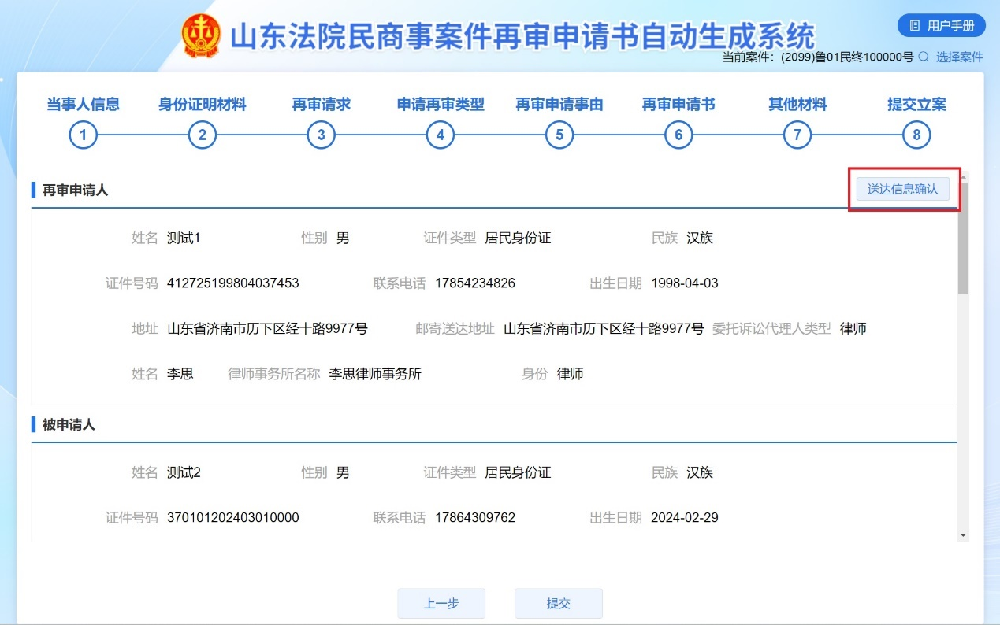 山东法院民商事案件再审申请书自动生成系统
用户手册
当前案件：(2099)鲁01民终100000号 选择案件
当事人信息 身份证明材料 再审请求 申请再审类型 再审申请事由 再审申请书 其他材料 提交立案
1 2 3 4 5 6 7 8
再审申请人 送达信息确认
姓名 测试1 性别 男 证件类型 居民身份证 民族 汉族
证件号码 412725199804037453 联系电话 17854234826 出生日期 1998-04-03
地址 山东省济南市历下区经十路9977号 邮寄送达地址 山东省济南市历下区经十路9977号 委托诉讼代理人类型 律师
姓名 李思 律师事务所名称 李思律师事务所 身份 律师
被申请人
姓名 测试2 性别 男 证件类型 居民身份证 民族 汉族
证件号码 370101202403010000 联系电话 17864309762 出生日期 2024-02-29
上一步 提交